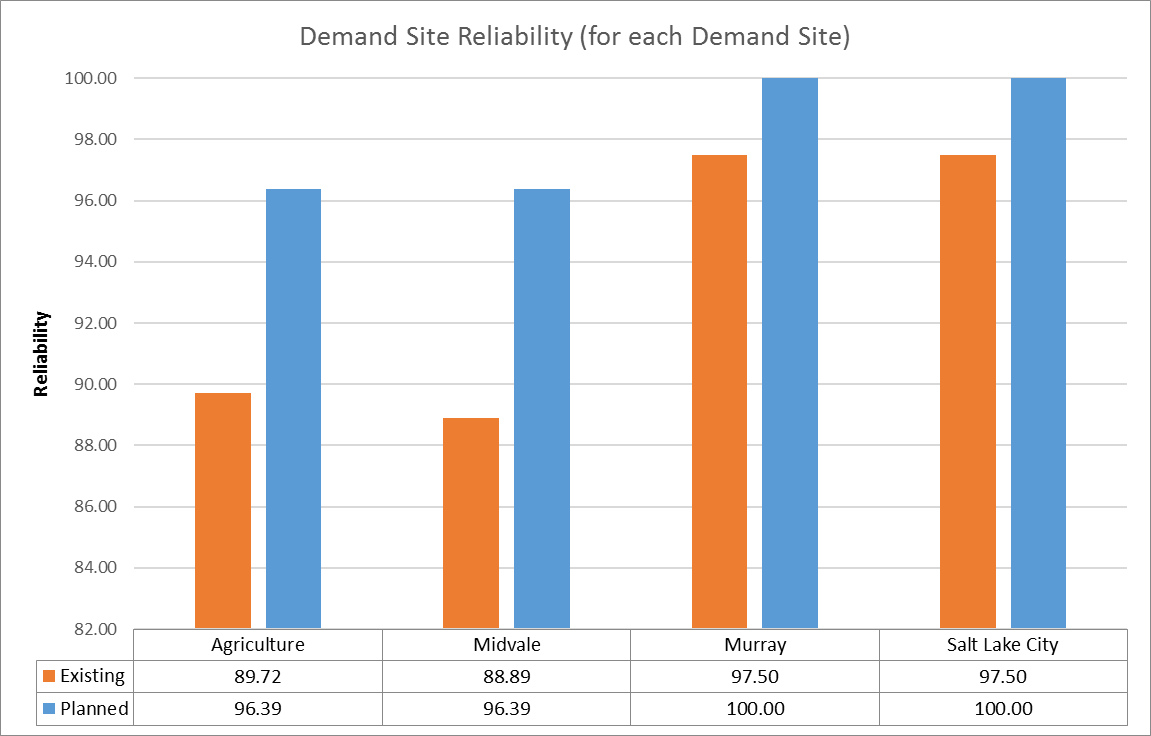 Demand Site Reliability (for each Demand Site)
100.00
98.00
96.00
94.00
92.00
90.00
88.00
86.00
84.00
82.00
Reliability
Agriculture Midvale Murray Salt Lake City
Existing 89.72 88.89 97.50 97.50
Planned 96.39 96.39 100.00 100.00